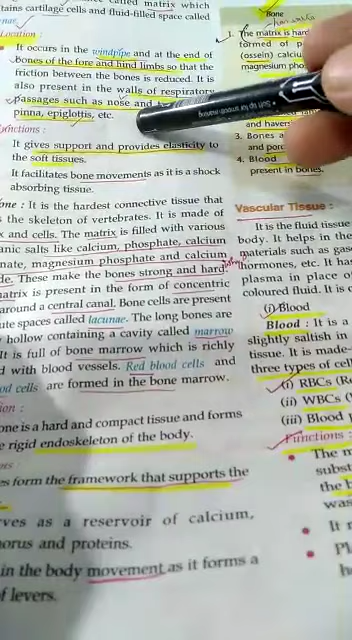 called matrix which
tains cartilage cells and fluid-filled space called
Location :
It occurs in the windpipe and at the end of
bones of the fore and hind limbs so that the
friction between the bones is reduced. It is
also present in the walls of respiratory
passages such as nose and
pinna, epiglottis, etc.
nctions :
It gives support and provides elasticity to
the soft tissues.
It facilitates bone movements as it is a shock
absorbing tissue.
one : It is the hardest connective tissue that
the skeleton of vertebrates. It is made of
x and cells. The matrix is filled with various
anic salts like calcium, phosphate, calcium
nate, magnesium phosphate and calcium
de. These make the bones strong and hard.
matrix is present in the form of concentric
around a central canal. Bone cells are present
ute spaces called lacunae. The long bones are
hollow containing a cavity called marrow
It is full of bone marrow which is richly
d with blood vessels. Red blood cells and
od cells are formed in the bone marrow.
ion :
one is a hard and compact tissue and forms
e rigid endoskeleton of the body.
ns :
es form the framework that supports the
rves as a reservoir of calcium,
horus and proteins.
in the body movement as it forms a
f levers.
Bone
1. The matrix is hard
formed of p
(ossein) calciu
magnesium pho
and havers
3. Bones a
and porc
4. Blood
present in bones.
Vascular Tissue :
It is the fluid tissue
body. It helps in the
materials such as gas
hormones, etc. It ha
plasma in place of
coloured fluid. It is c
(i) Blood
Blood : It is a
slightly saltish in
tissue. It is made
three types of cell
(i) RBCs (R
(ii) WBCs (
(iii) Blood p
Functions :
The m
subst
the b
was
It r
Pl
h